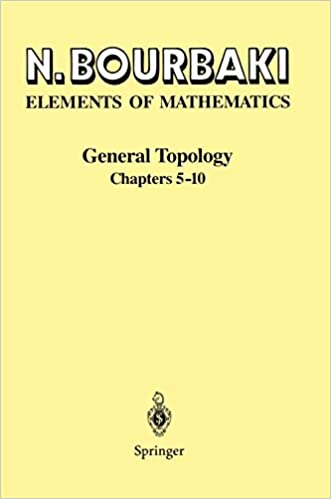 N. BOURBAKI
ELEMENTS OF MATHEMATICS
General Topology
Chapters 5-10
Springer